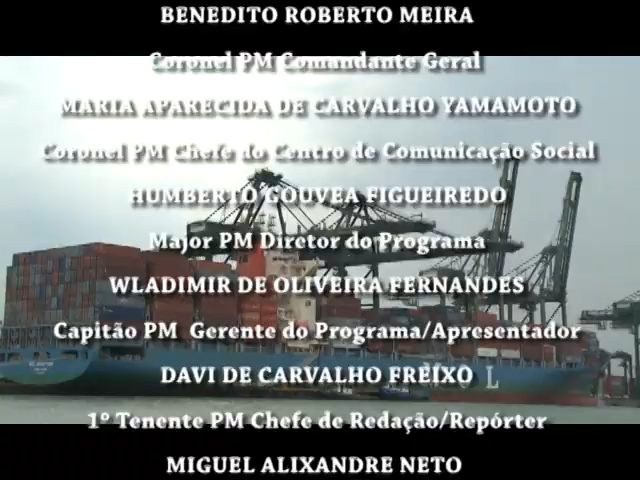 BENEDITO ROBERTO MEIRA
Coronel PM Comandante Geral
MARIA APARECIDA DE CARVALHO YAMAMOTO
Coronel PM Chefe do Centro de Comunicação Social
HUMBERTO GOUVEA FIGUEIREDO
Major PM Diretor do Programa
WLADIMIR DE OLIVEIRA FERNANDES
Capitão PM  Gerente do Programa/Apresentador
DAVI DE CARVALHO FREIXO
1º Tenente PM Chefe de Redação/Repórter
MIGUEL ALIXANDRE NETO